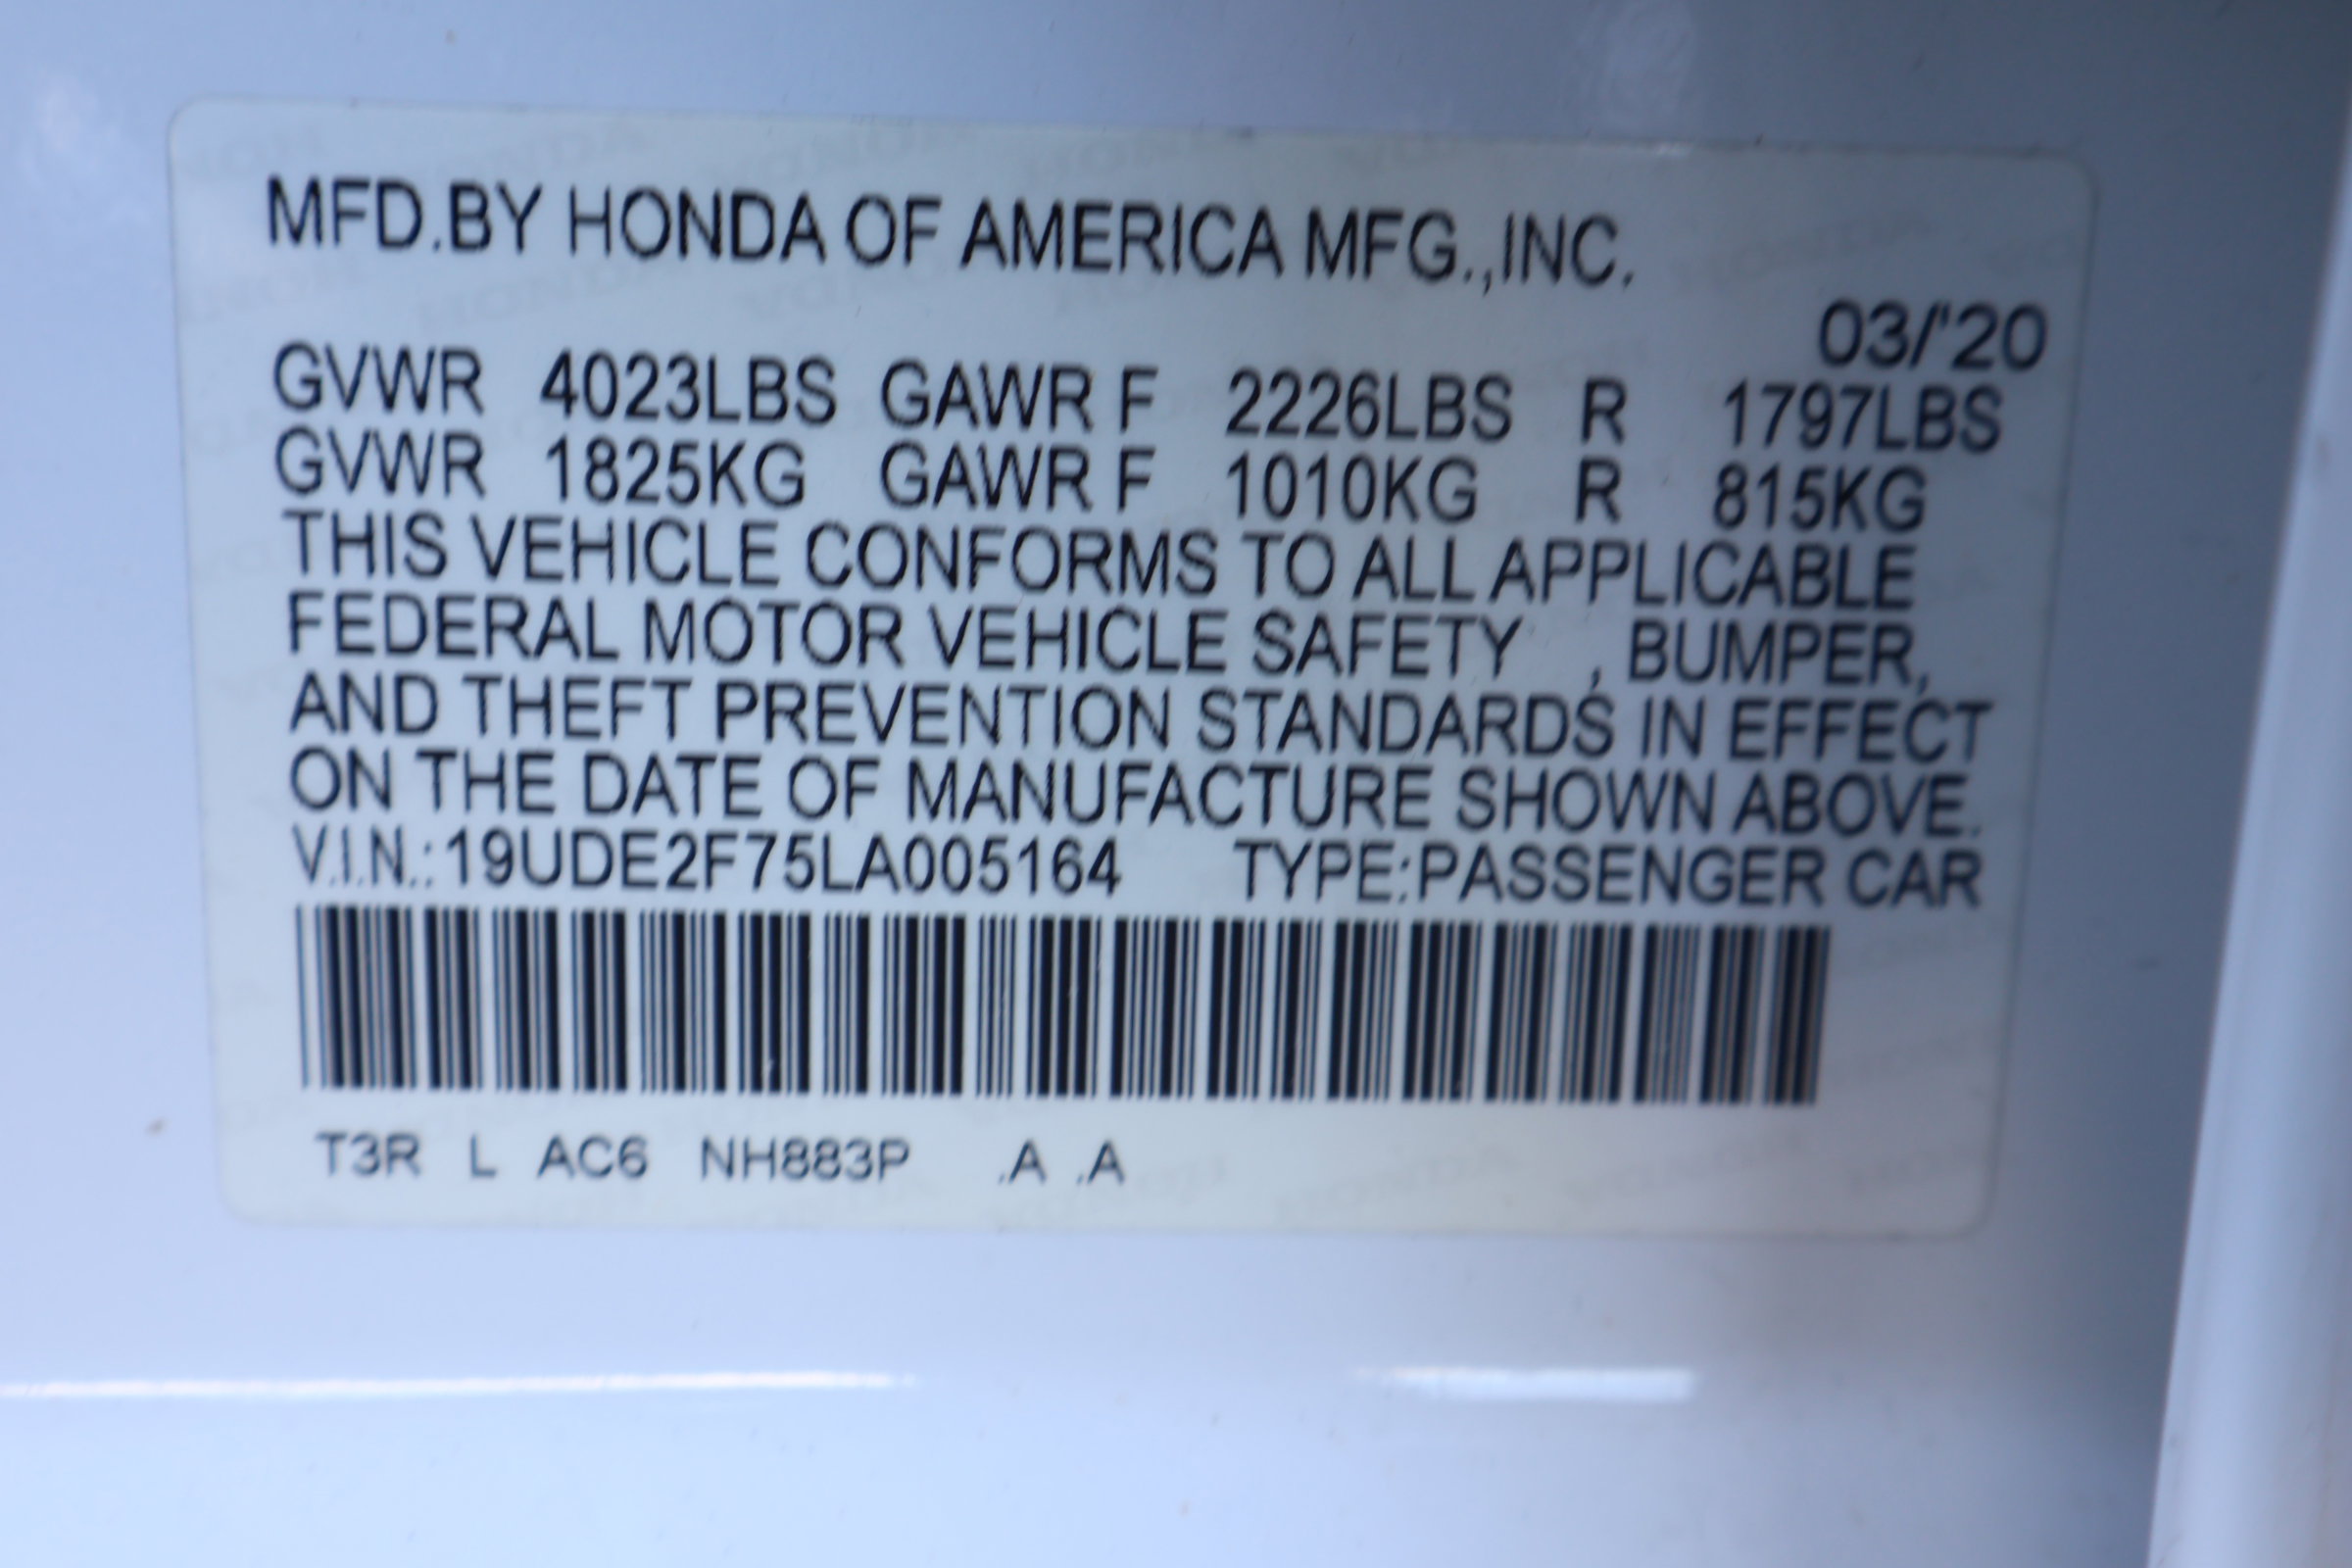 MFD.BY HONDA OF AMERICA MFG.,INC.
03/'20
GVWR 4023LBS GAWR F 2226LBS R 1797LBS
GVWR 1825KG GAWR F 1010KG R 815KG
THIS VEHICLE CONFORMS TO ALL APPLICABLE
FEDERAL MOTOR VEHICLE SAFETY , BUMPER,
AND THEFT PREVENTION STANDARDS IN EFFECT
ON THE DATE OF MANUFACTURE SHOWN ABOVE.
V.I.N.:19UDE2F75LA005164 TYPE:PASSENGER CAR
T3R L AC6 NH883P .A .A